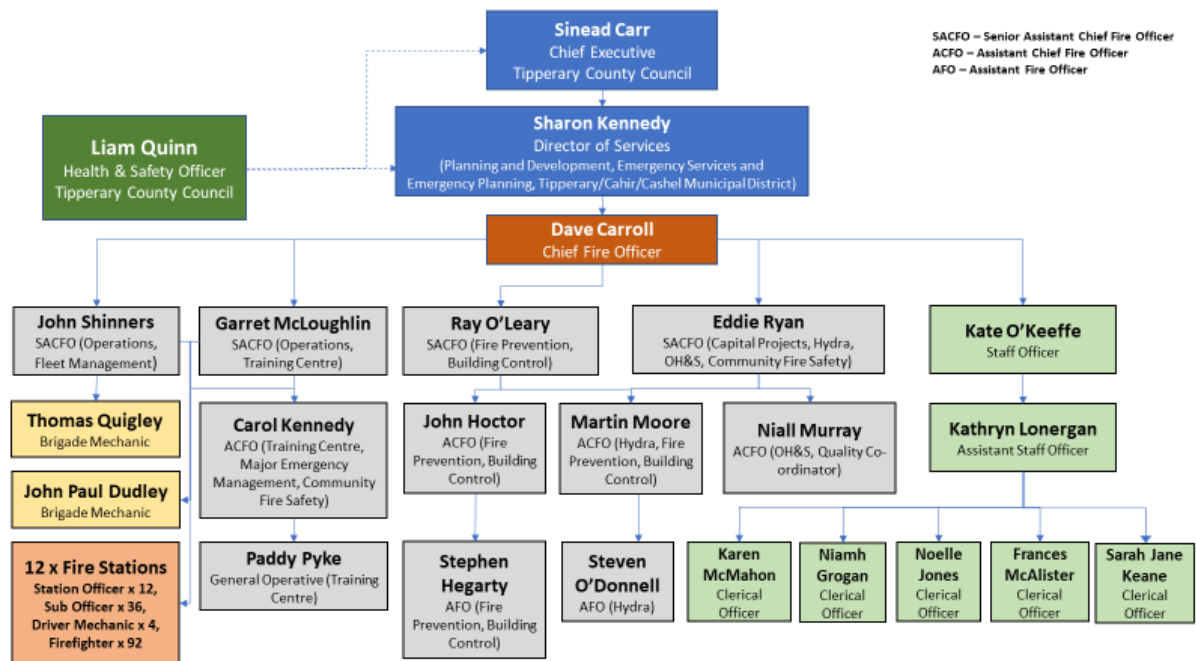 Sinead Carr
Chief Executive
Tipperary County Council
SACFO – Senior Assistant Chief Fire Officer
ACFO – Assistant Chief Fire Officer
AFO – Assistant Fire Officer
Liam Quinn
Health & Safety Officer
Tipperary County Council
Sharon Kennedy
Director of Services
(Planning and Development, Emergency Services and
Emergency Planning, Tipperary/Cahir/Cashel Municipal District)
Dave Carroll
Chief Fire Officer
John Shinners
SACFO (Operations,
Fleet Management)
Garret McLoughlin
SACFO (Operations,
Training Centre)
Ray O'Leary
SACFO (Fire Prevention,
Building Control)
Eddie Ryan
SACFO (Capital Projects, Hydra,
OH&S, Community Fire Safety)
Kate O'Keeffe
Staff Officer
Thomas Quigley
Brigade Mechanic
Carol Kennedy
ACFO (Training Centre,
Major Emergency
Management, Community
Fire Safety)
John Hoctor
ACFO (Fire
Prevention, Building
Control)
Martin Moore
ACFO (Hydra, Fire
Prevention, Building
Control)
Niall Murray
ACFO (OH&S, Quality Co-
ordinator)
Kathryn Lonergan
Assistant Staff Officer
John Paul Dudley
Brigade Mechanic
12 x Fire Stations
Station Officer x 12,
Sub Officer x 36,
Driver Mechanic x 4,
Firefighter x 92
Paddy Pyke
General Operative (Training
Centre)
Stephen
Hegarty
AFO (Fire
Prevention, Building
Control)
Steven
O'Donnell
AFO (Hydra)
Karen
McMahon
Clerical
Officer
Niamh
Grogan
Clerical
Officer
Noelle
Jones
Clerical
Officer
Frances
McAlister
Clerical
Officer
Sarah Jane
Keane
Clerical
Officer